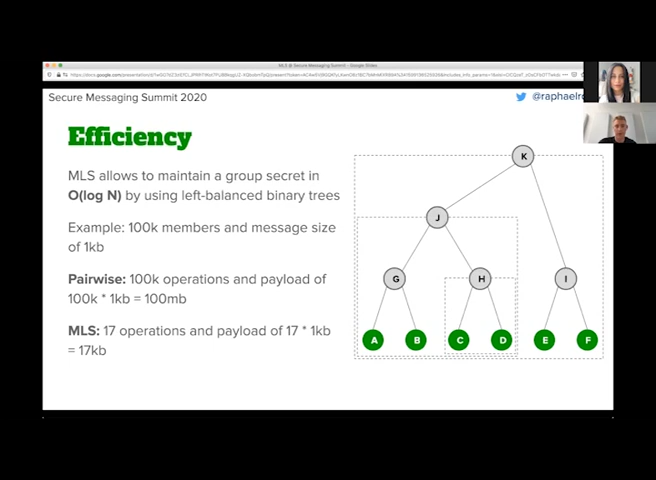 MLS @ Secure Messaging Summit - Google Slides
Secure Messaging Summit 2020
@raphaelr
Efficiency
MLS allows to maintain a group secret in
O(log N) by using left-balanced binary trees
Example: 100k members and message size
of 1kb
Pairwise: 100k operations and payload of
100k * 1kb = 100mb
MLS: 17 operations and payload of 17 * 1kb
= 17kb
K
J
G H I
A B C D E F